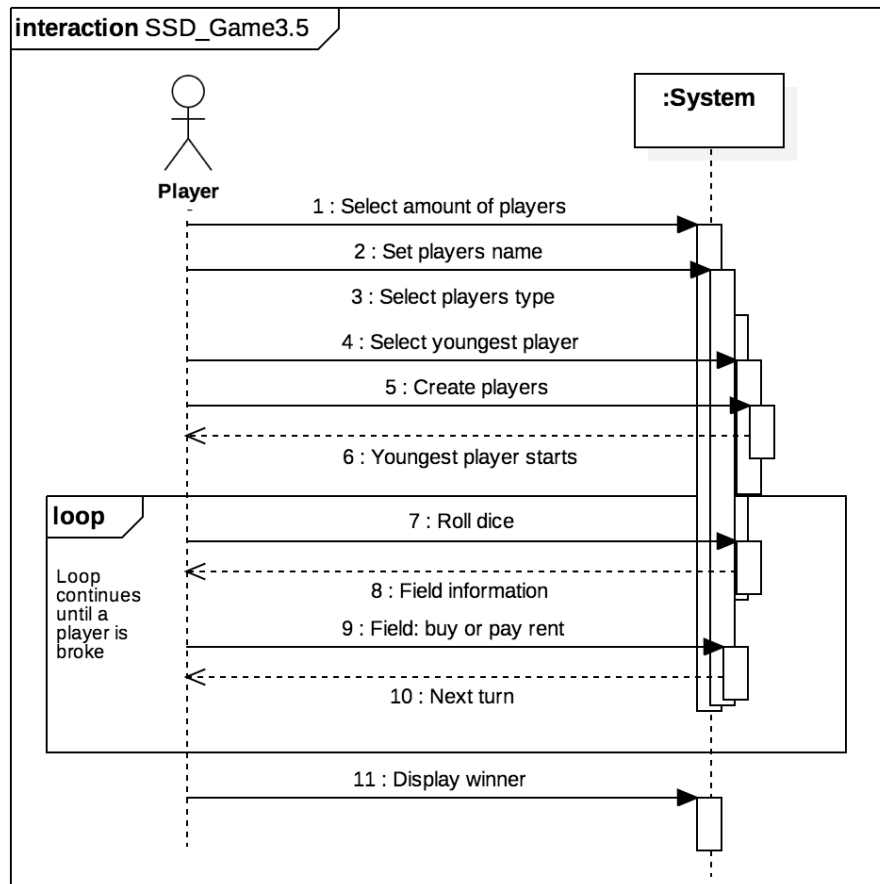 interaction SSD_Game3.5
:System
Player
1 : Select amount of players
2 : Set players name
3 : Select players type
4 : Select youngest player
5 : Create players
6 : Youngest player starts
loop
7 : Roll dice
Loop
continues
until a
player is
broke
8 : Field information
9 : Field: buy or pay rent
10 : Next turn
11 : Display winner